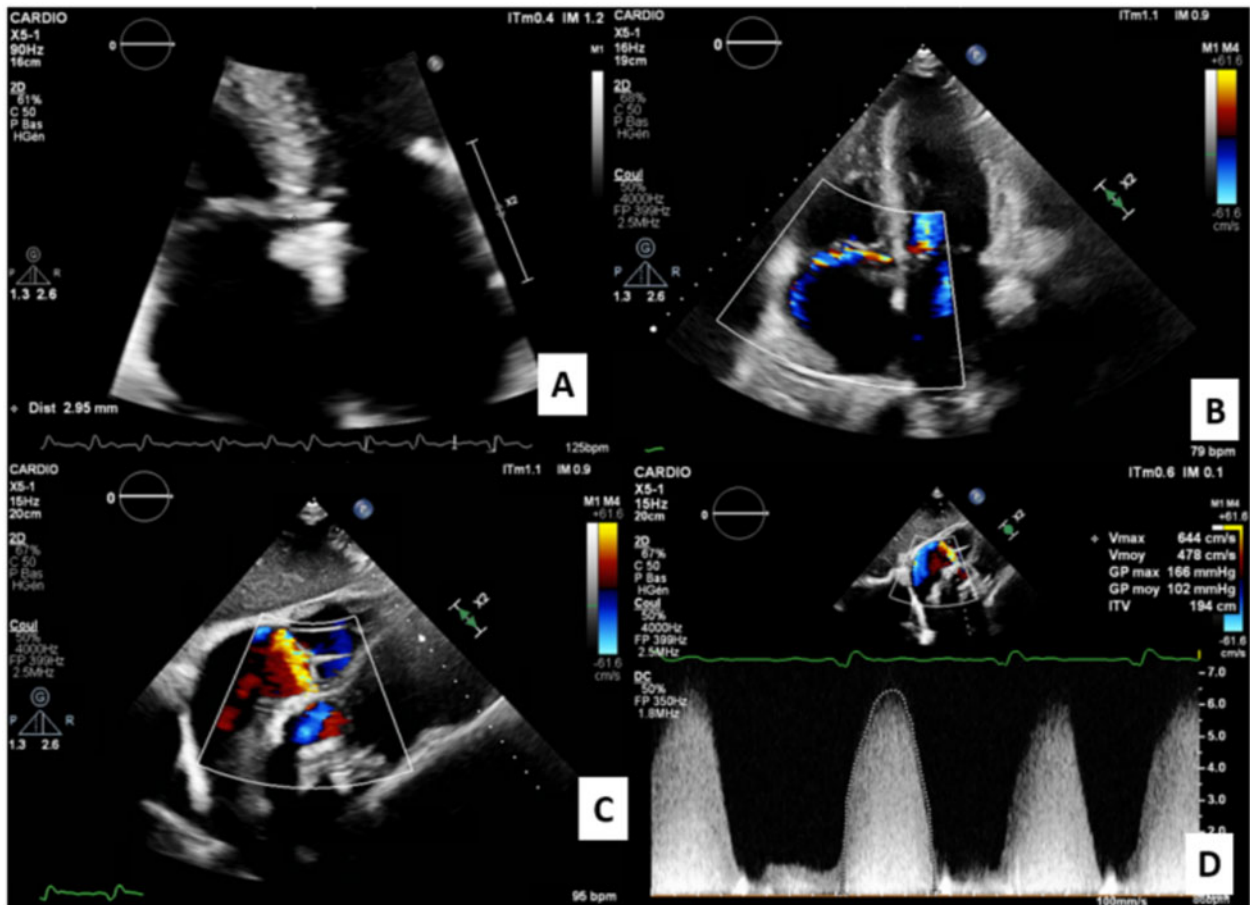 CARDIO
X5-1
90Hz
16cm
2D
61%
C 50
P Bas
HGén
ITm0.4 IM 1.2
M1
X2
G
P R
1.3 2.6
A
Dist 2.95 mm
125bpm
CARDIO
X5-1
16Hz
19cm
2D
68%
C 50
P Bas
HGén
Coul
50%
4000Hz
FP 399Hz
2.5MHz
ITm1.1 IM 0.9
M1 M4
+61.6
-61.6
cm/s
X2
G
P R
1.3 2.6
B
79 bpm
CARDIO
X5-1
15Hz
20cm
2D
67%
C 50
P Bas
HGén
Coul
50%
4000Hz
FP 399Hz
2.5MHz
ITm1.1 IM 0.9
M1 M4
+61.6
-61.6
cm/s
X2
G
P R
1.3 2.6
C
95 bpm
CARDIO
X5-1
15Hz
20cm
2D
67%
C 50
P Bas
HGén
Coul
50%
4000Hz
FP 399Hz
2.5MHz
ITm0.6 IM 0.1
M1 M4
+61.6
X2
Vmax 644 cm/s
Vmoy 478 cm/s
GP max 166 mmHg
GP moy 102 mmHg
ITV 194 cm
-61.6
cm/s
DC
50%
FP 350Hz
1.8MHz
7.0
6.0
5.0
4.0
3.0
2.0
D
100mm/s